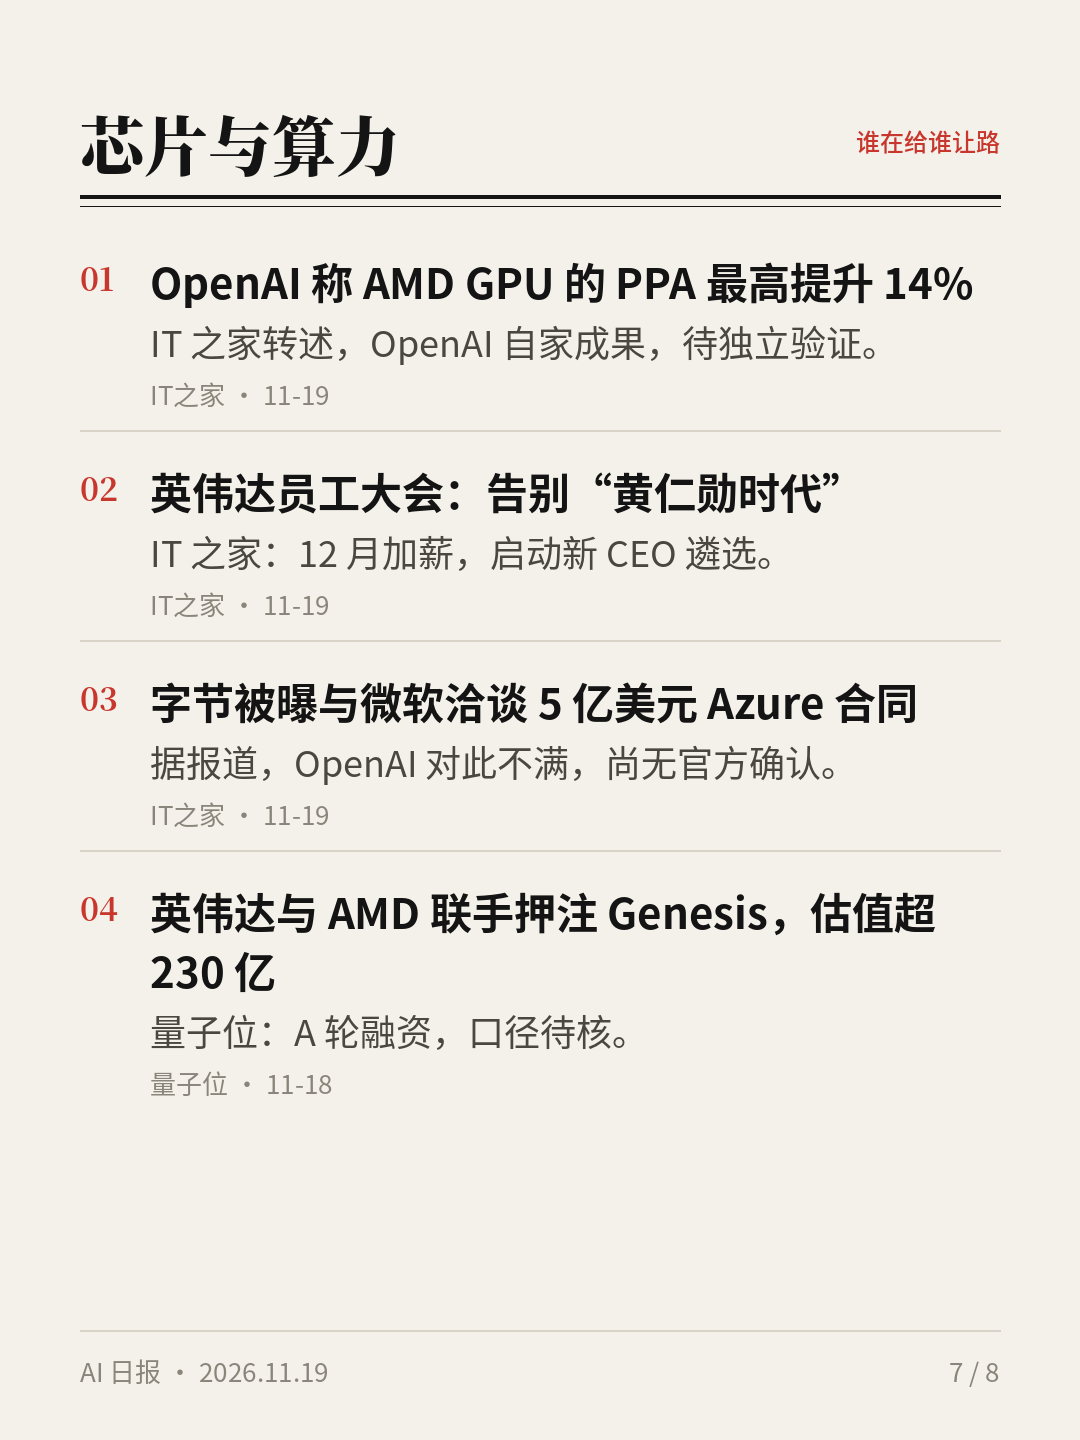 芯片与算力
谁在给谁让路
01
OpenAI 称 AMD GPU 的 PPA 最高提升 14%
IT 之家转述，OpenAI 自家成果，待独立验证。
IT之家 · 11-19
02
英伟达员工大会：告别“黄仁勋时代”
IT 之家：12 月加薪，启动新 CEO 遴选。
IT之家 · 11-19
03
字节被曝与微软洽谈 5 亿美元 Azure 合同
据报道，OpenAI 对此不满，尚无官方确认。
IT之家 · 11-19
04
英伟达与 AMD 联手押注 Genesis，估值超
230 亿
量子位：A 轮融资，口径待核。
量子位 · 11-18
AI 日报 · 2026.11.19
7 / 8